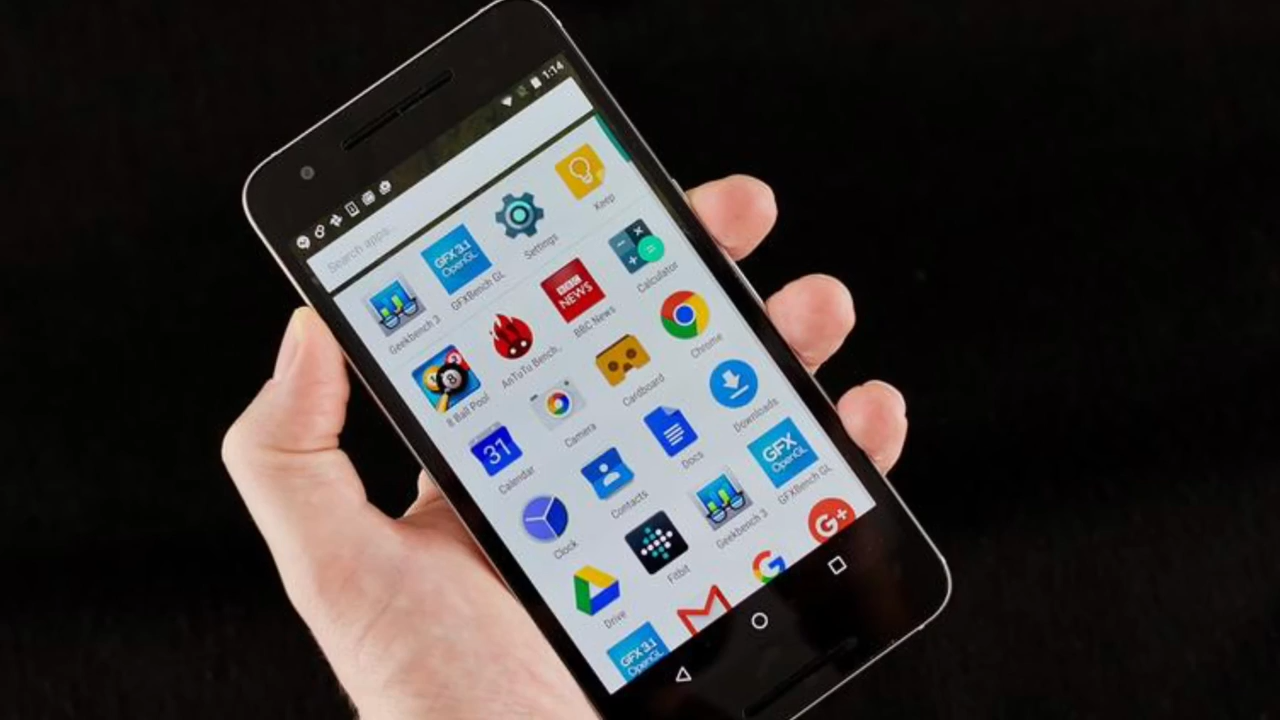 1:14
Search apps...
Geekbench 3
GFX 3.1
OpenGL
GFXBench GL
Settings
Keep
8
8 Ball Pool
AnTuTu Bench..
BBC
NEWS
BBC News
Calculator
31
Calendar
Camera
Cardboard
Chrome
Clock
Contacts
Docs
Downloads
Drive
Fitbit
Geekbench 3
GFX
OpenGL
GFXBench GL
GFX 3.1
OpenGL
M
G
G+